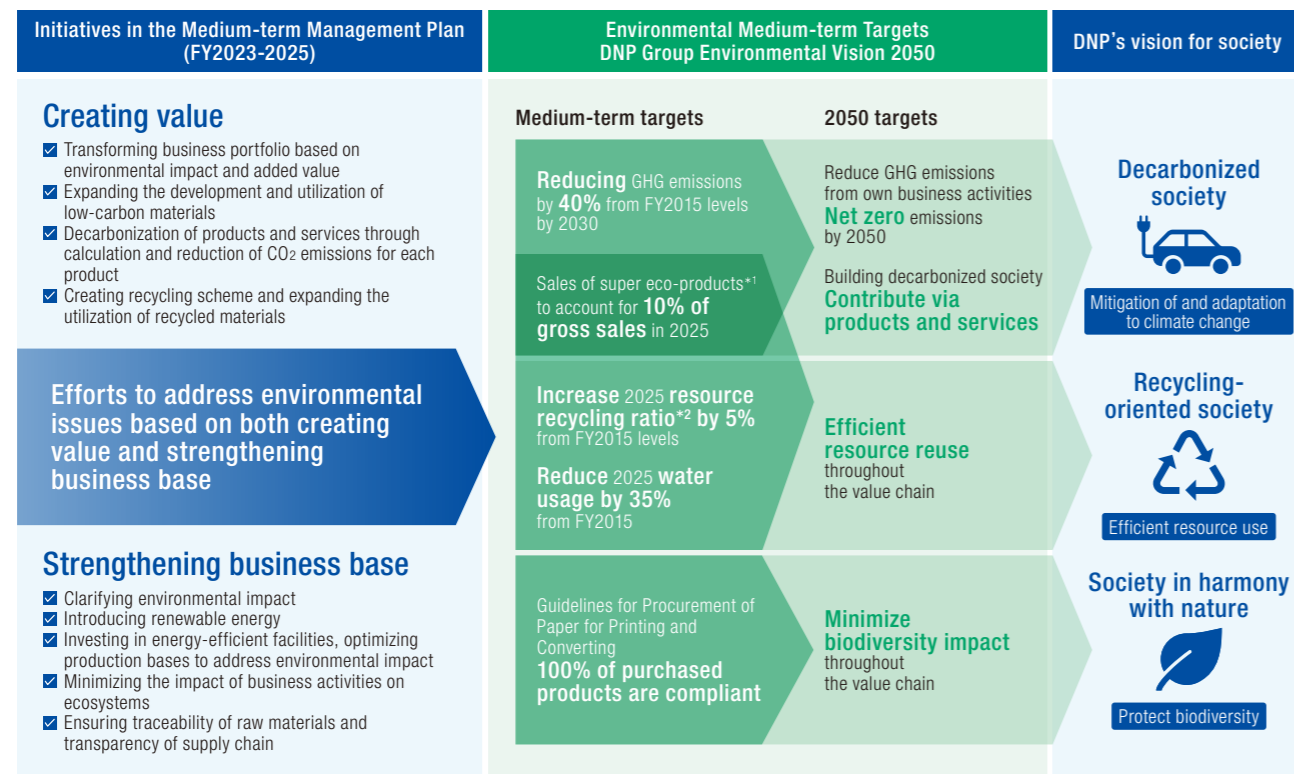 Initiatives in the Medium-term Management Plan
(FY2023-2025)
Environmental Medium-term Targets
DNP Group Environmental Vision 2050
DNP's vision for society
Creating value
Transforming business portfolio based on
environmental impact and added value
Expanding the development and utilization of
low-carbon materials
Decarbonization of products and services through
calculation and reduction of CO2 emissions for each
product
Creating recycling scheme and expanding the
utilization of recycled materials
Efforts to address environmental
issues based on both creating
value and strengthening
business base
Strengthening business base
Clarifying environmental impact
Introducing renewable energy
Investing in energy-efficient facilities, optimizing
production bases to address environmental impact
Minimizing the impact of business activities on
ecosystems
Ensuring traceability of raw materials and
transparency of supply chain
Medium-term targets
Reducing GHG emissions
by 40% from FY2015 levels
by 2030
Sales of super eco-products*1
to account for 10% of
gross sales in 2025
Increase 2025 resource
recycling ratio*2 by 5%
from FY2015 levels
Reduce 2025 water
usage by 35%
from FY2015
Guidelines for Procurement of
Paper for Printing and
Converting
100% of purchased
products are compliant
2050 targets
Reduce GHG emissions
from own business activities
Net zero emissions
by 2050
Building decarbonized society
Contribute via
products and services
Efficient
resource reuse
throughout
the value chain
Minimize
biodiversity impact
throughout
the value chain
Decarbonized
society
Mitigation of and adaptation
to climate change
Recycling-
oriented society
Efficient resource use
Society in harmony
with nature
Protect biodiversity